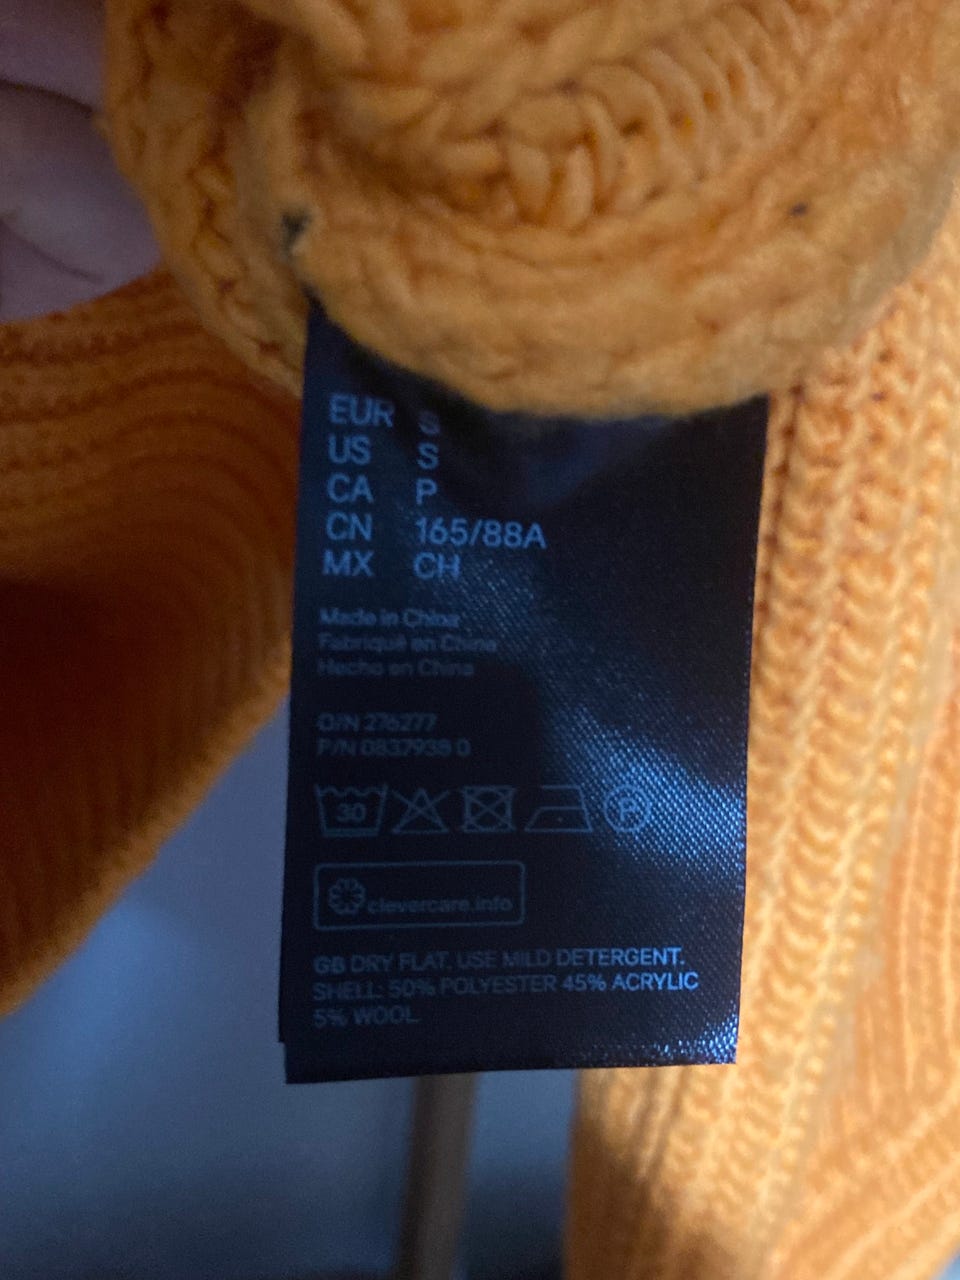 EUR S
US S
CA P
CN 165/88A
MX CH
Made in China
Fabriqué en Chine
Hecho en China
O/N 276277
P/N 0837938 0
30
P
clevercare.info
GB DRY FLAT. USE MILD DETERGENT.
SHELL: 50% POLYESTER 45% ACRYLIC
5% WOOL